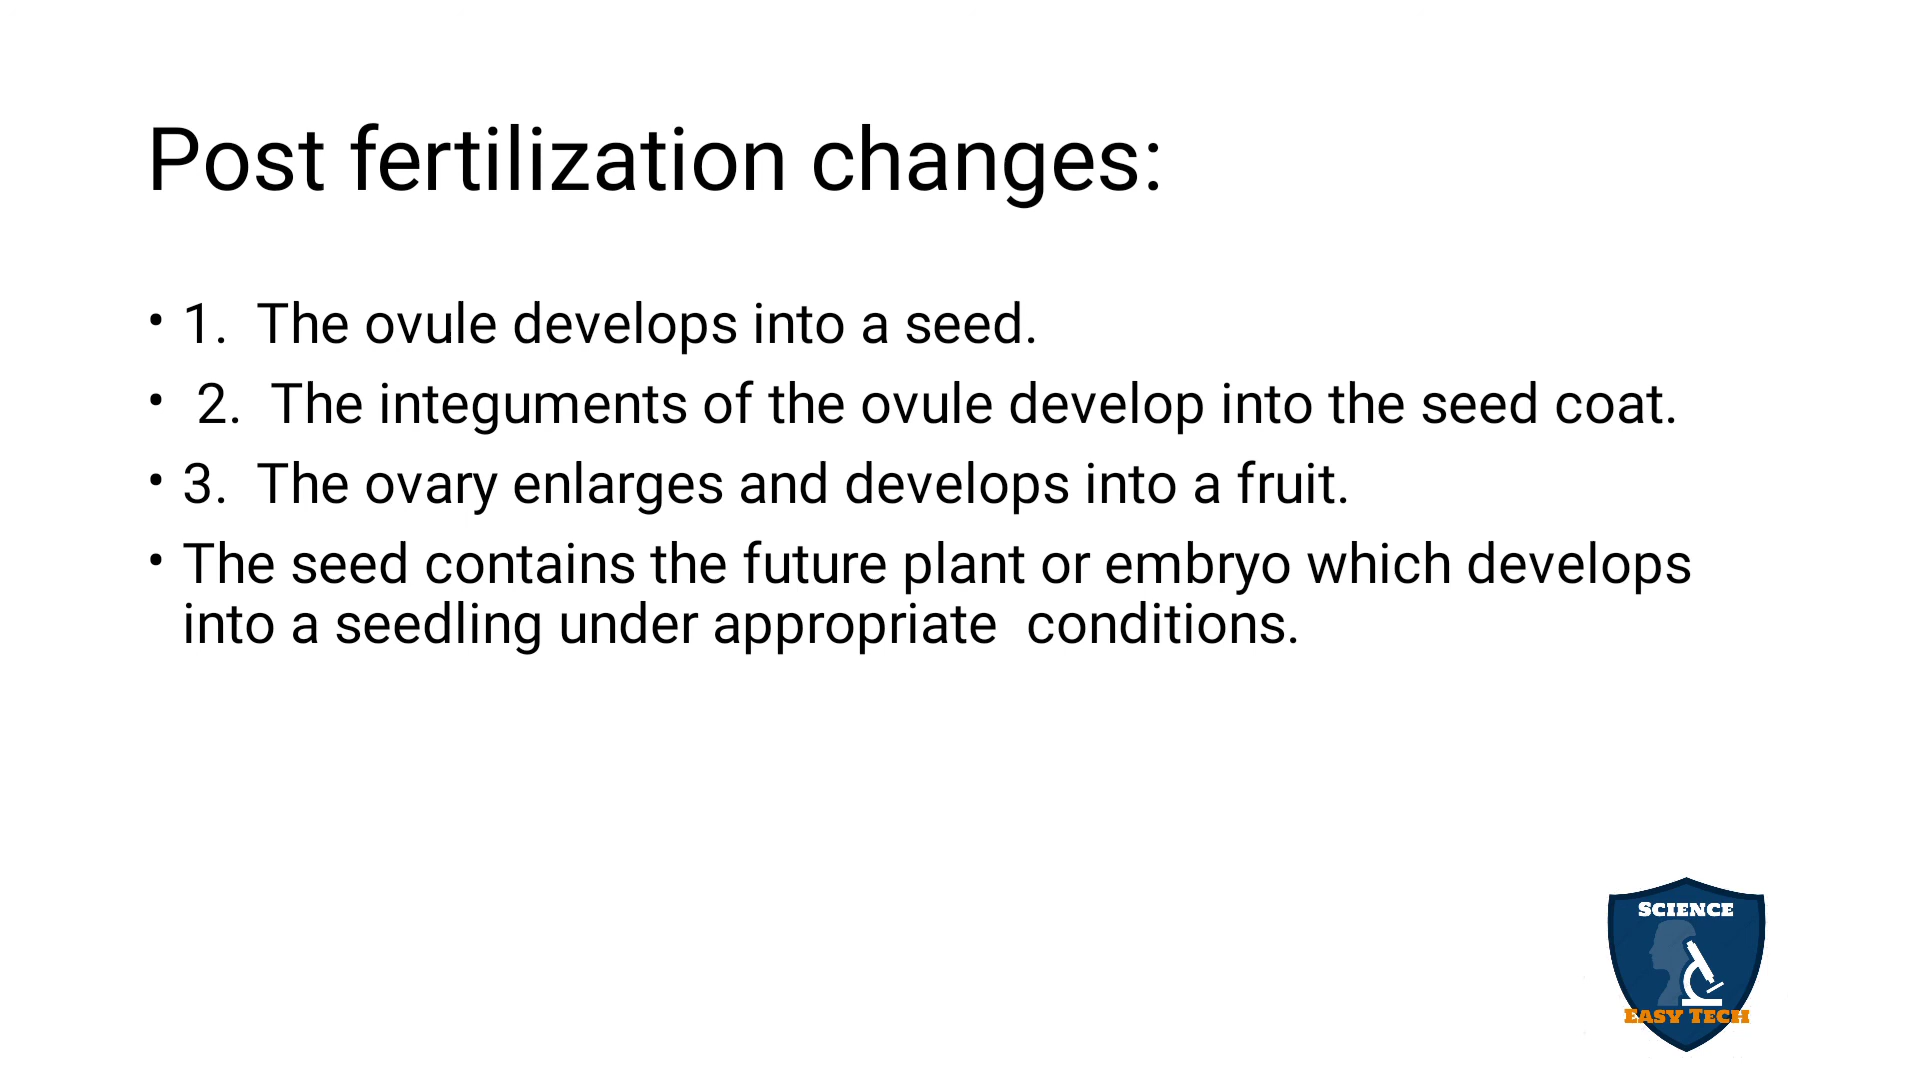 Post fertilization changes:
• 1.  The ovule develops into a seed.
•  2.  The integuments of the ovule develop into the seed coat.
• 3.  The ovary enlarges and develops into a fruit.
• The seed contains the future plant or embryo which develops
into a seedling under appropriate  conditions.
SCIENCE
EASY TECH